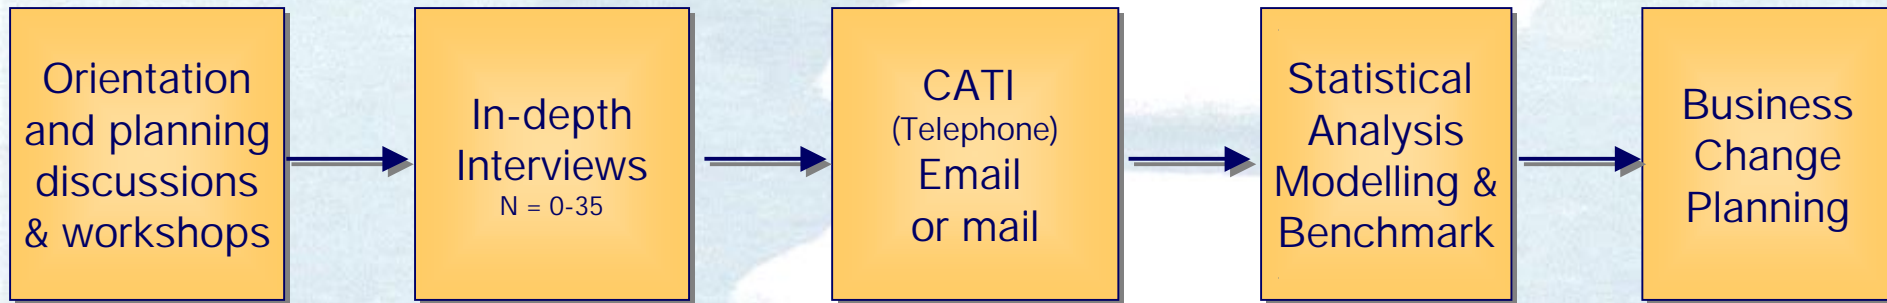 Orientation
and planning
discussions
& workshops
In-depth
Interviews
N = 0-35
CATI
(Telephone)
Email
or mail
Statistical
Analysis
Modelling &
Benchmark
Business
Change
Planning